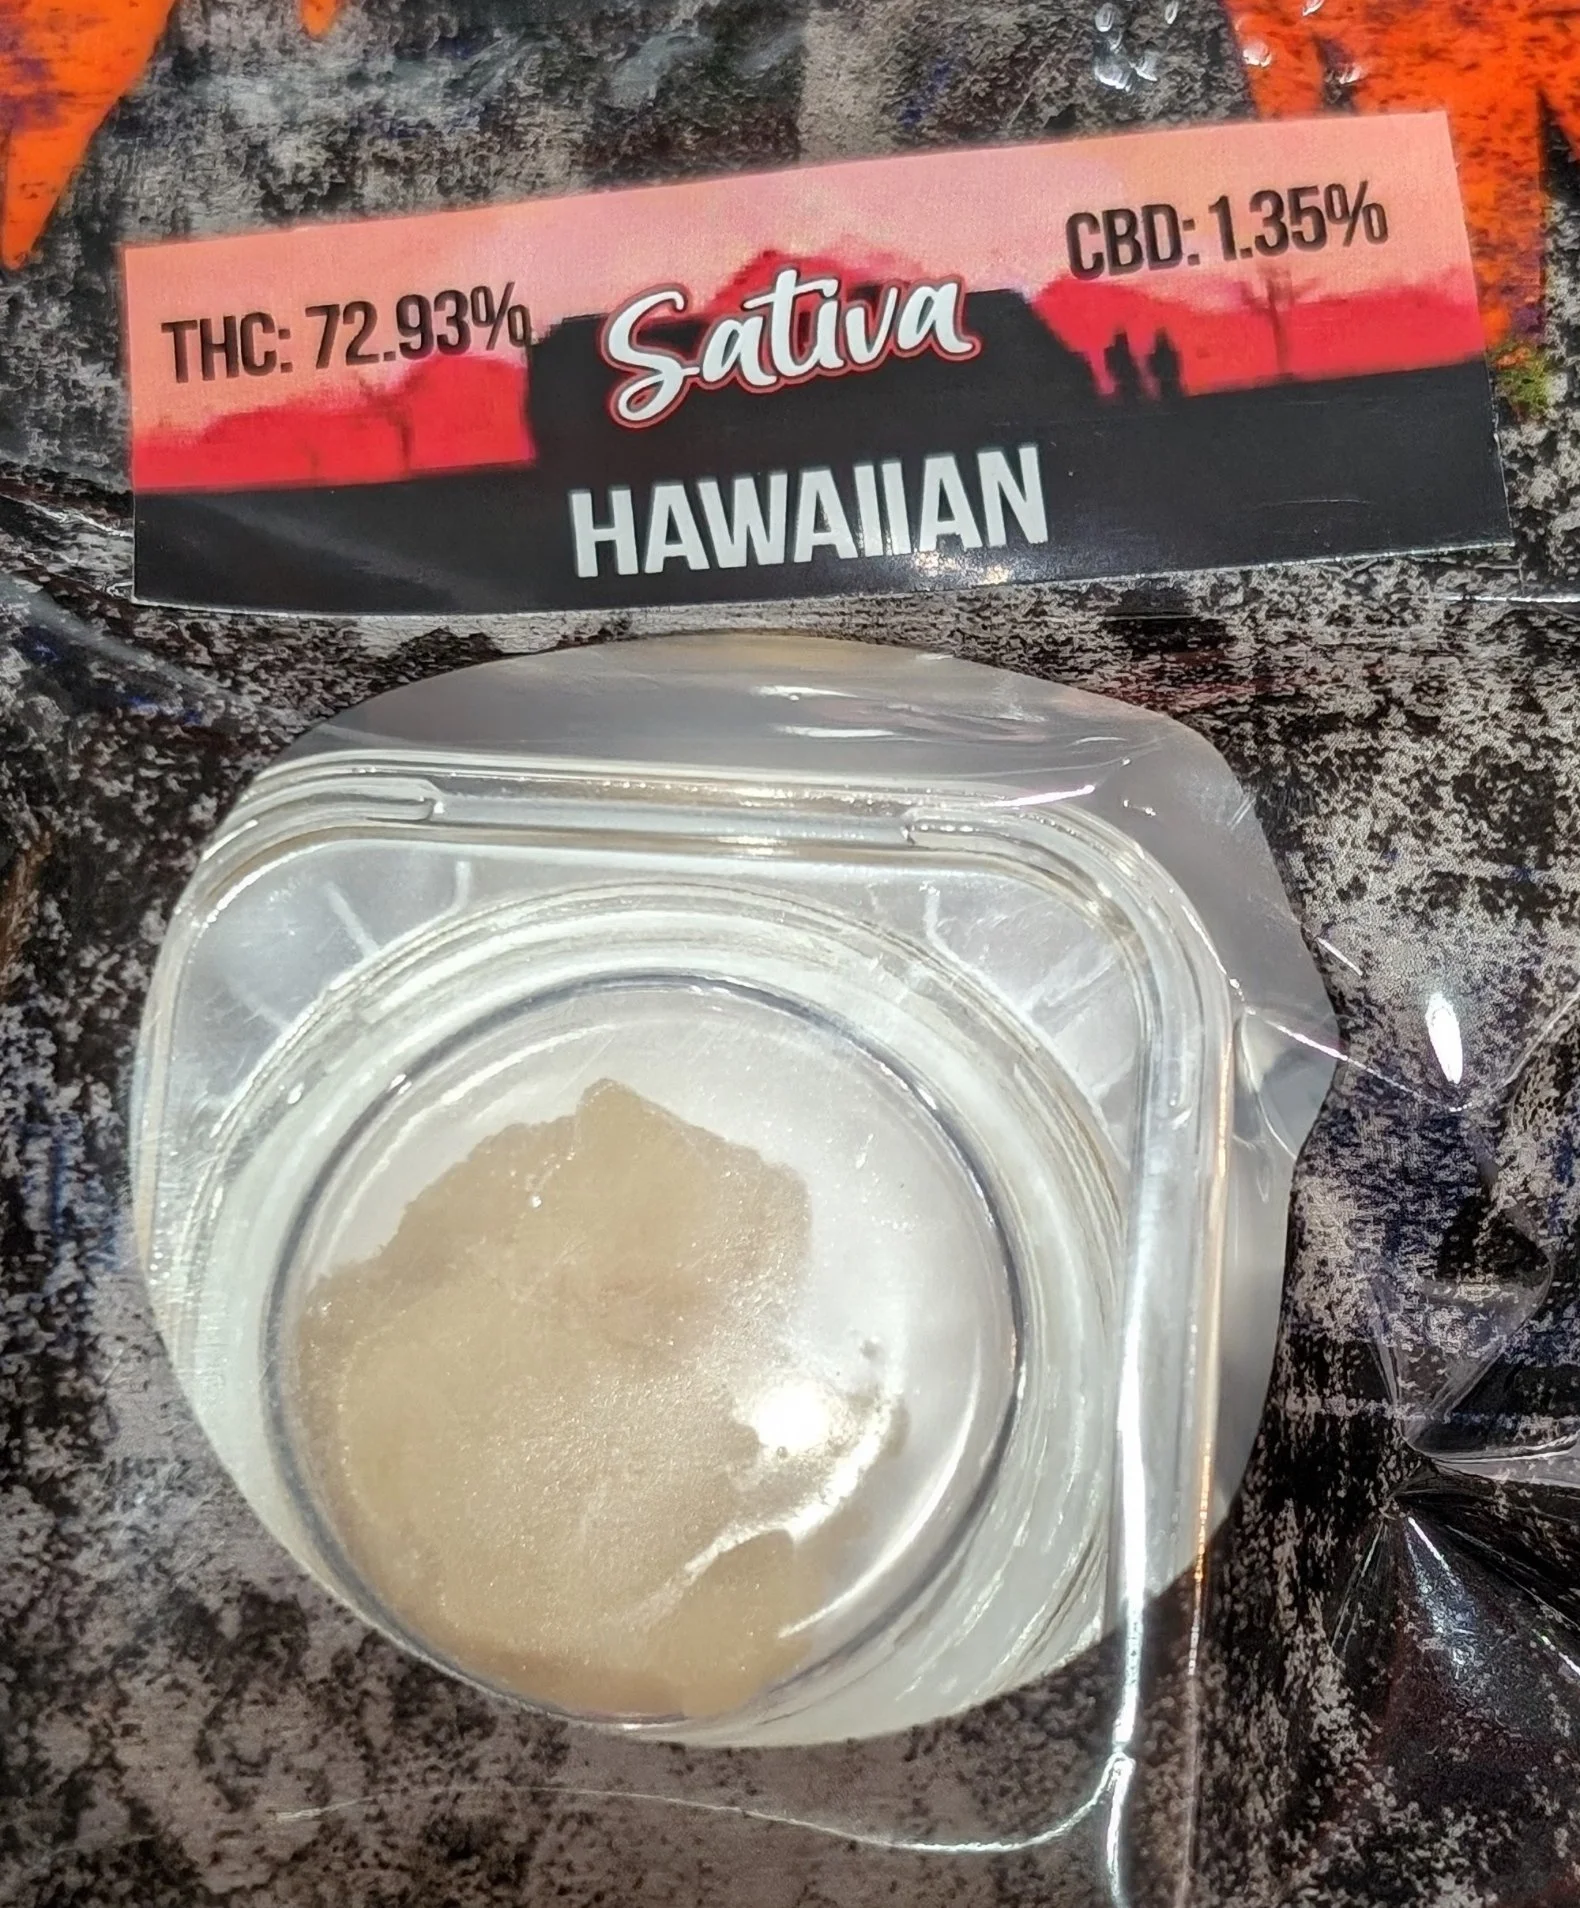 THC: 72.93%
CBD: 1.35%
Sativa
HAWAIIAN